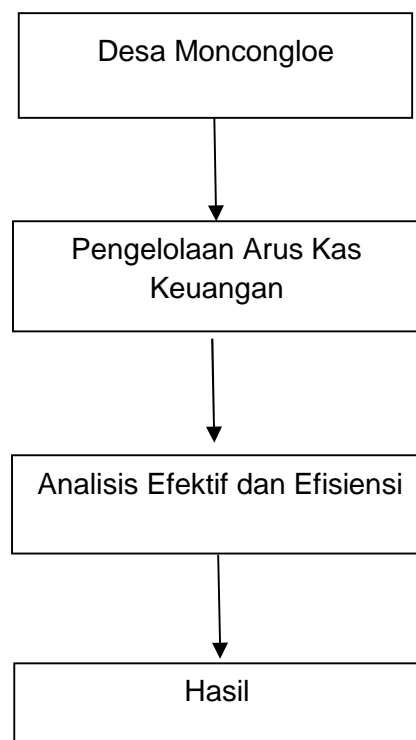 Desa Moncongloe
Pengelolaan Arus Kas
Keuangan
Analisis Efektif dan Efisiensi
Hasil